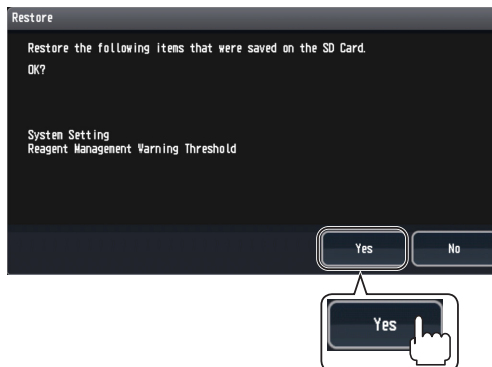 Restore
Restore the following items that were saved on the SD Card.
OK?
System Setting
Reagent Management Warning Threshold
Yes
No
Yes